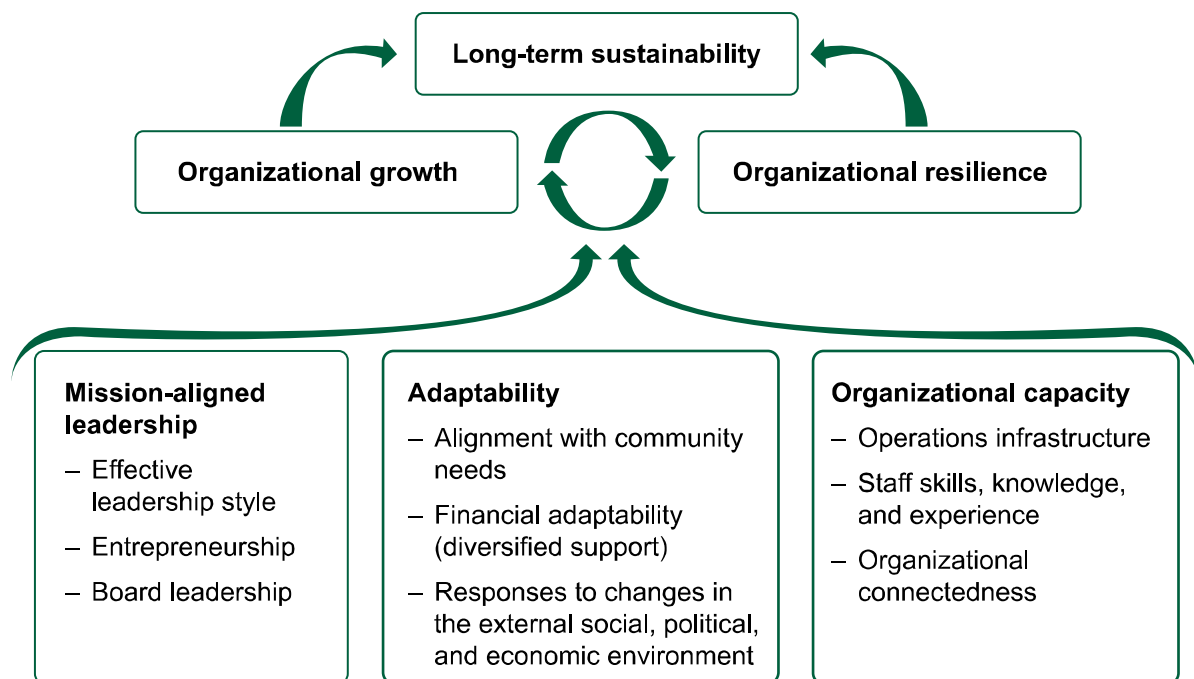 Long-term sustainability
Organizational growth
Organizational resilience
Mission-aligned
leadership
– Effective
leadership style
– Entrepreneurship
– Board leadership
Adaptability
– Alignment with community
needs
– Financial adaptability
(diversified support)
– Responses to changes in
the external social, political,
and economic environment
Organizational capacity
– Operations infrastructure
– Staff skills, knowledge,
and experience
– Organizational
connectedness